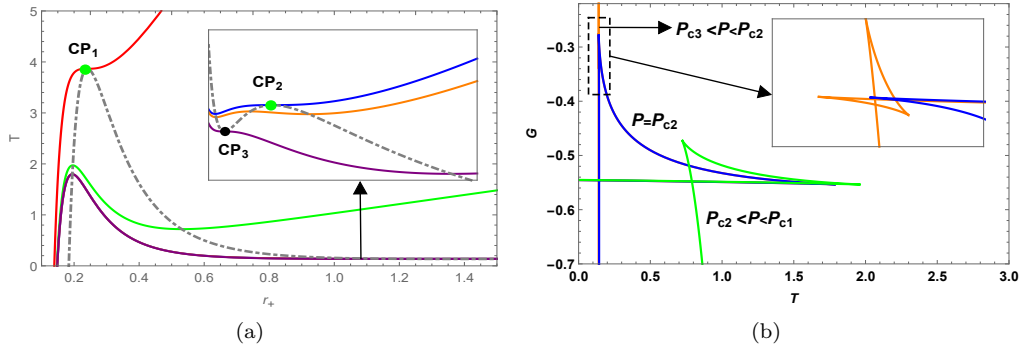 5
4
3
2
1
0
T
CP1
CP2
CP3
0.2 0.4 0.6 0.8 1.0 1.2 1.4
r+
(a)
-0.3
-0.4
-0.5
-0.6
-0.7
G
Pc3 <P<Pc2
P=Pc2
Pc2 <P<Pc1
0.0 0.5 1.0 1.5 2.0 2.5 3.0
T
(b)